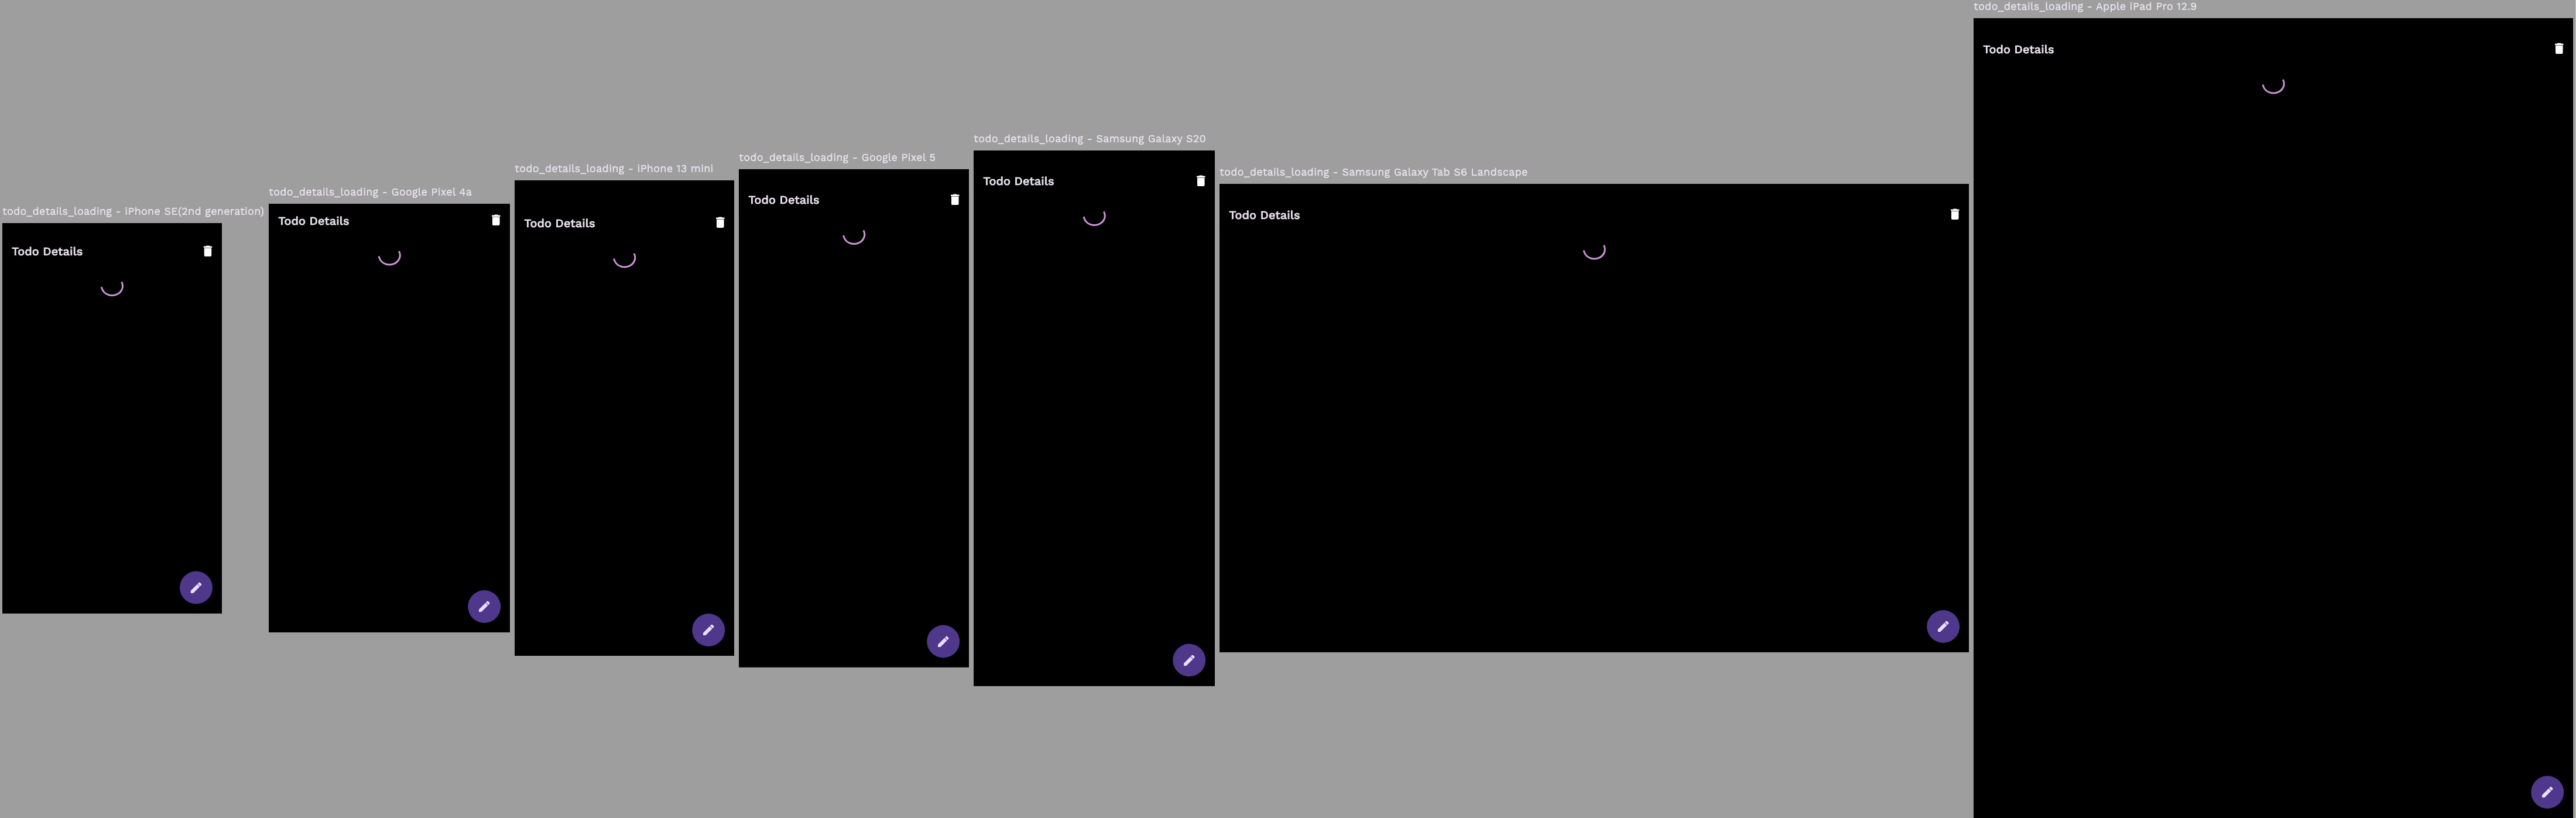 todo_details_loading - iPhone SE(2nd generation)
Todo Details
todo_details_loading - Google Pixel 4a
Todo Details
todo_details_loading - iPhone 13 mini
Todo Details
todo_details_loading - Google Pixel 5
Todo Details
todo_details_loading - Samsung Galaxy S20
Todo Details
todo_details_loading - Samsung Galaxy Tab S6 Landscape
Todo Details
todo_details_loading - Apple iPad Pro 12.9
Todo Details